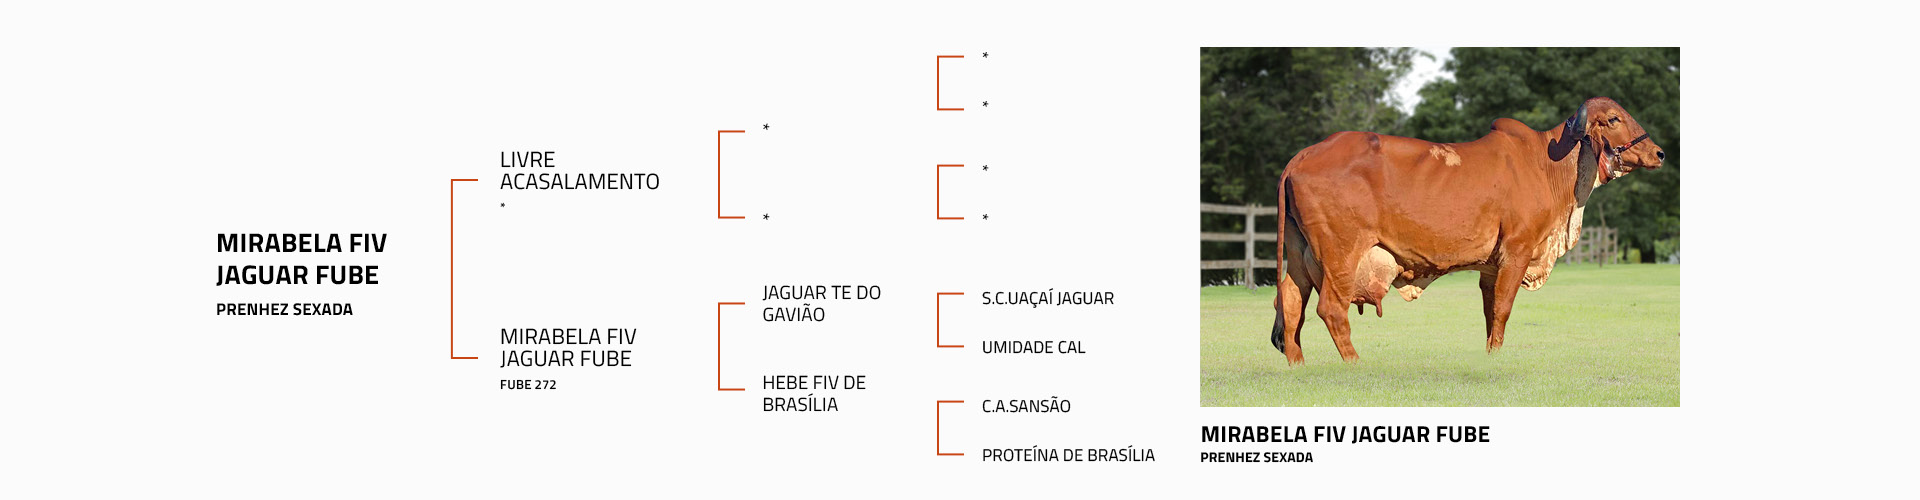 MIRABELA FIV
JAGUAR FUBE
PRENHEZ SEXADA
LIVRE
ACASALAMENTO
*
MIRABELA FIV
JAGUAR FUBE
FUBE 272
*
*
JAGUAR TE DO
GAVIÃO
HEBE FIV DE
BRASÍLIA
*
*
*
*
S.C.UAÇAÍ JAGUAR
UMIDADE CAL
C.A.SANSÃO
PROTEÍNA DE BRASÍLIA
MIRABELA FIV JAGUAR FUBE
PRENHEZ SEXADA